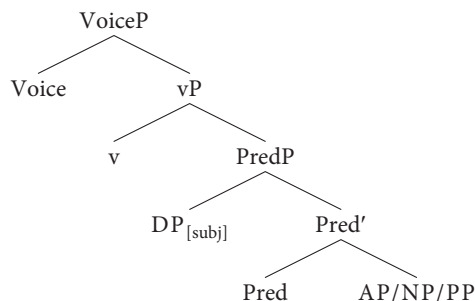 VoiceP
Voice vP
v PredP
DP[subj] Pred′
Pred AP/NP/PP